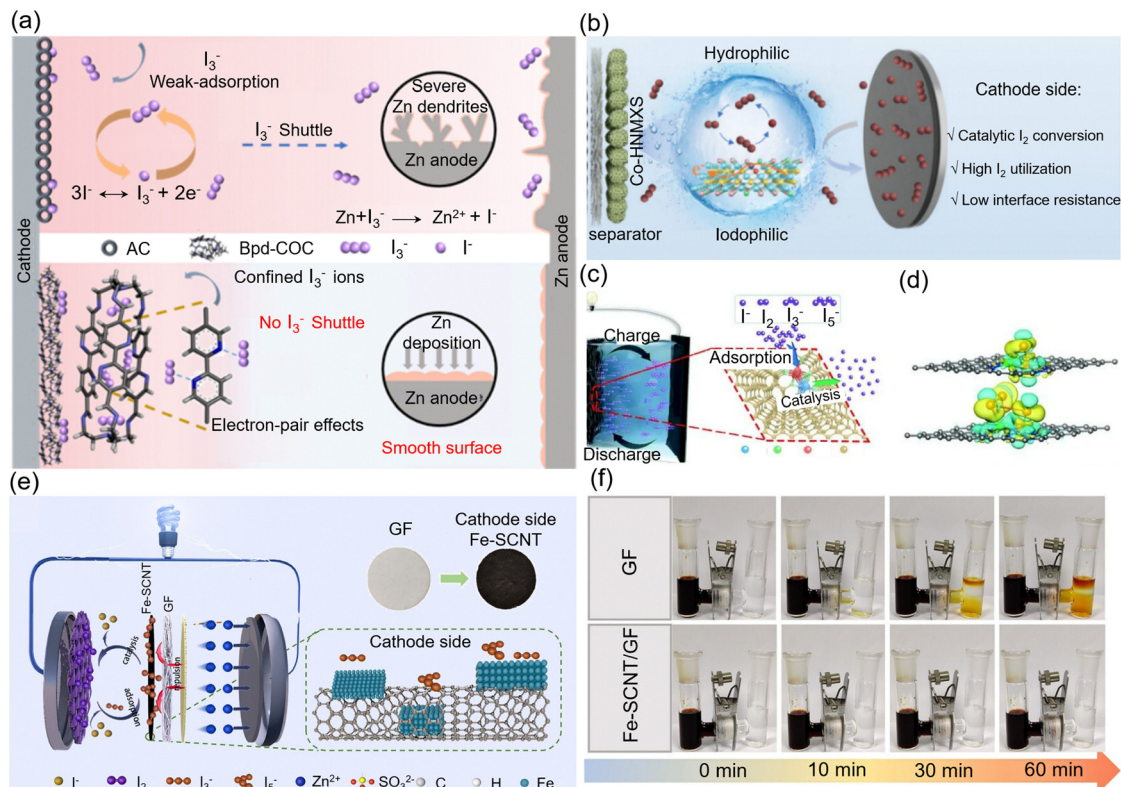 (a)
I₃⁻
Weak-adsorption
I₃⁻ Shuttle
3I⁻ ⟷ I₃⁻ + 2e⁻
Severe
Zn dendrites
Zn anode
Zn+I₃⁻ ⟶ Zn²⁺ + I⁻
Cathode
Zn anode
AC
Bpd-COC
I₃⁻
I⁻
Confined I₃⁻ ions
No I₃⁻ Shuttle
Electron-pair effects
Zn
deposition
Zn anode
Smooth surface
(b)
separator
Co-HNMXS
Hydrophilic
e⁻
Iodophilic
Cathode side:
√ Catalytic I₂ conversion
√ High I₂ utilization
√ Low interface resistance
(c)
Charge
Discharge
I⁻ I₂ I₃⁻ I₅⁻
Adsorption
Catalysis
(d)
(e)
Fe-SCNT
GF
catalysis
adsorption
repulsion
GF
Cathode side
Fe-SCNT
Cathode side
I⁻ I₂ I₃⁻ I₅⁻ Zn²⁺ SO₃²⁻ C H Fe
(f)
GF
Fe-SCNT/GF
0 min 10 min 30 min 60 min